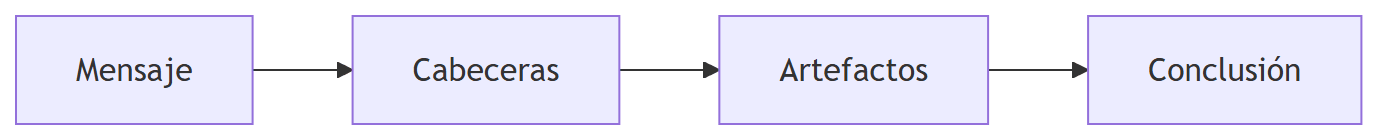 Mensaje
Cabeceras
Artefactos
Conclusión